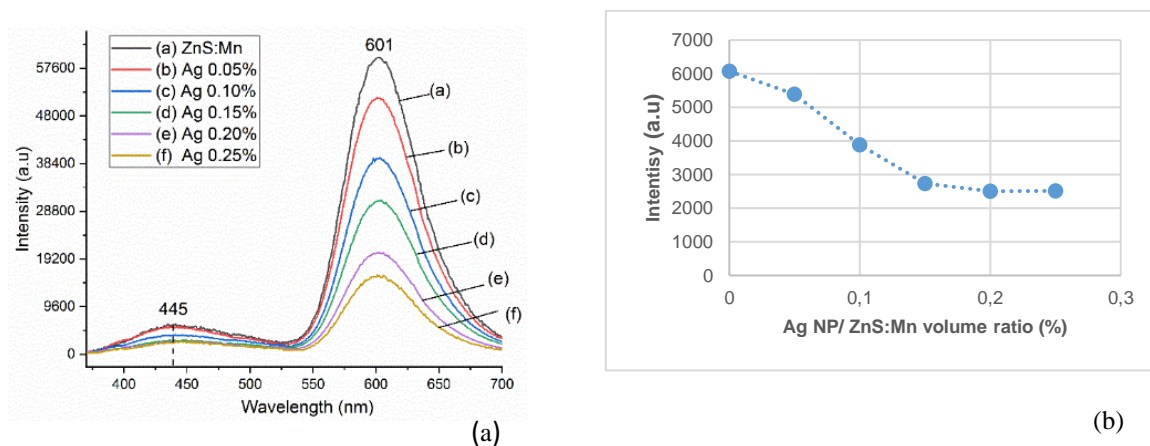 (a) ZnS:Mn
(b) Ag 0.05%
(c) Ag 0.10%
(d) Ag 0.15%
(e) Ag 0.20%
(f) Ag 0.25%
601
(a)
(b)
(c)
(d)
(e)
(f)
445
57600
48000
38400
28800
19200
9600
0
Intensity (a.u)
400 450 500 550 600 650 700
Wavelength (nm)
(a)
7000
6000
5000
4000
3000
2000
1000
0
Intentisy (a.u)
0 0,1 0,2 0,3
Ag NP/ ZnS:Mn volume ratio (%)
(b)